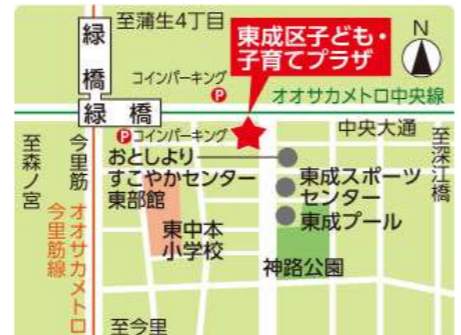 至蒲生4丁目
緑橋
東成区子ども・
子育てプラザ
N
コインパーキング
P
オオサカメトロ中央線
緑橋
P コインパーキング
中央大通
至深江橋
至森ノ宮
今里筋
オオサカメトロ
今里筋線
おとしより
すこやかセンター
東部館
東成スポーツ
センター
東成プール
東中本
小学校
神路公園
至今里